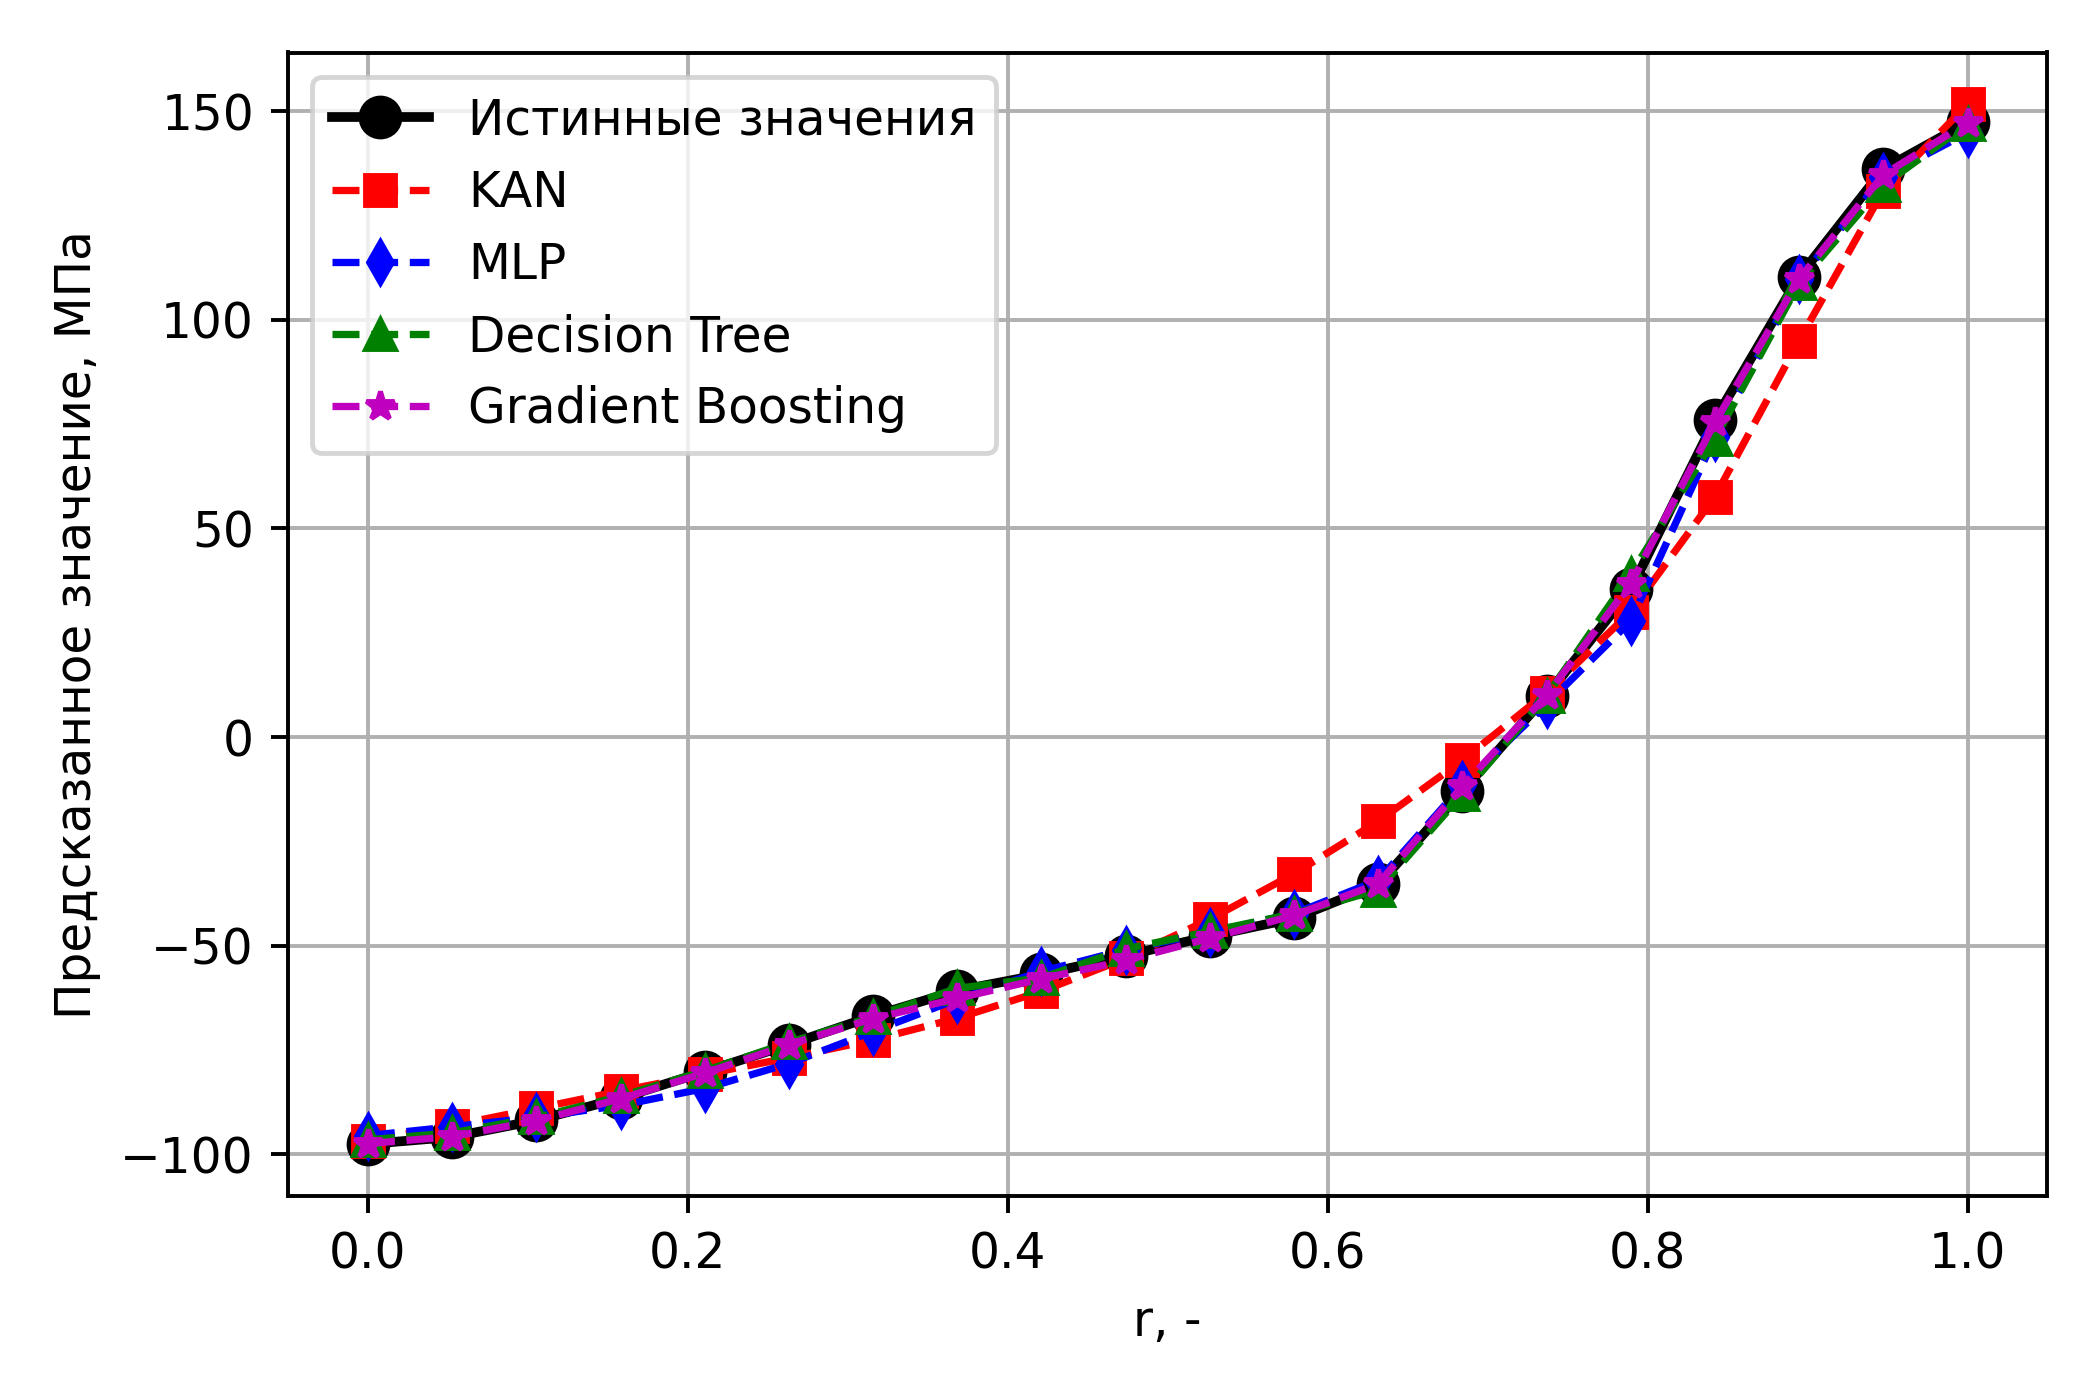 Истинные значения
KAN
MLP
Decision Tree
Gradient Boosting
Предсказанное значение, МПа
150
100
50
0
−50
−100
0.0 0.2 0.4 0.6 0.8 1.0
r, -